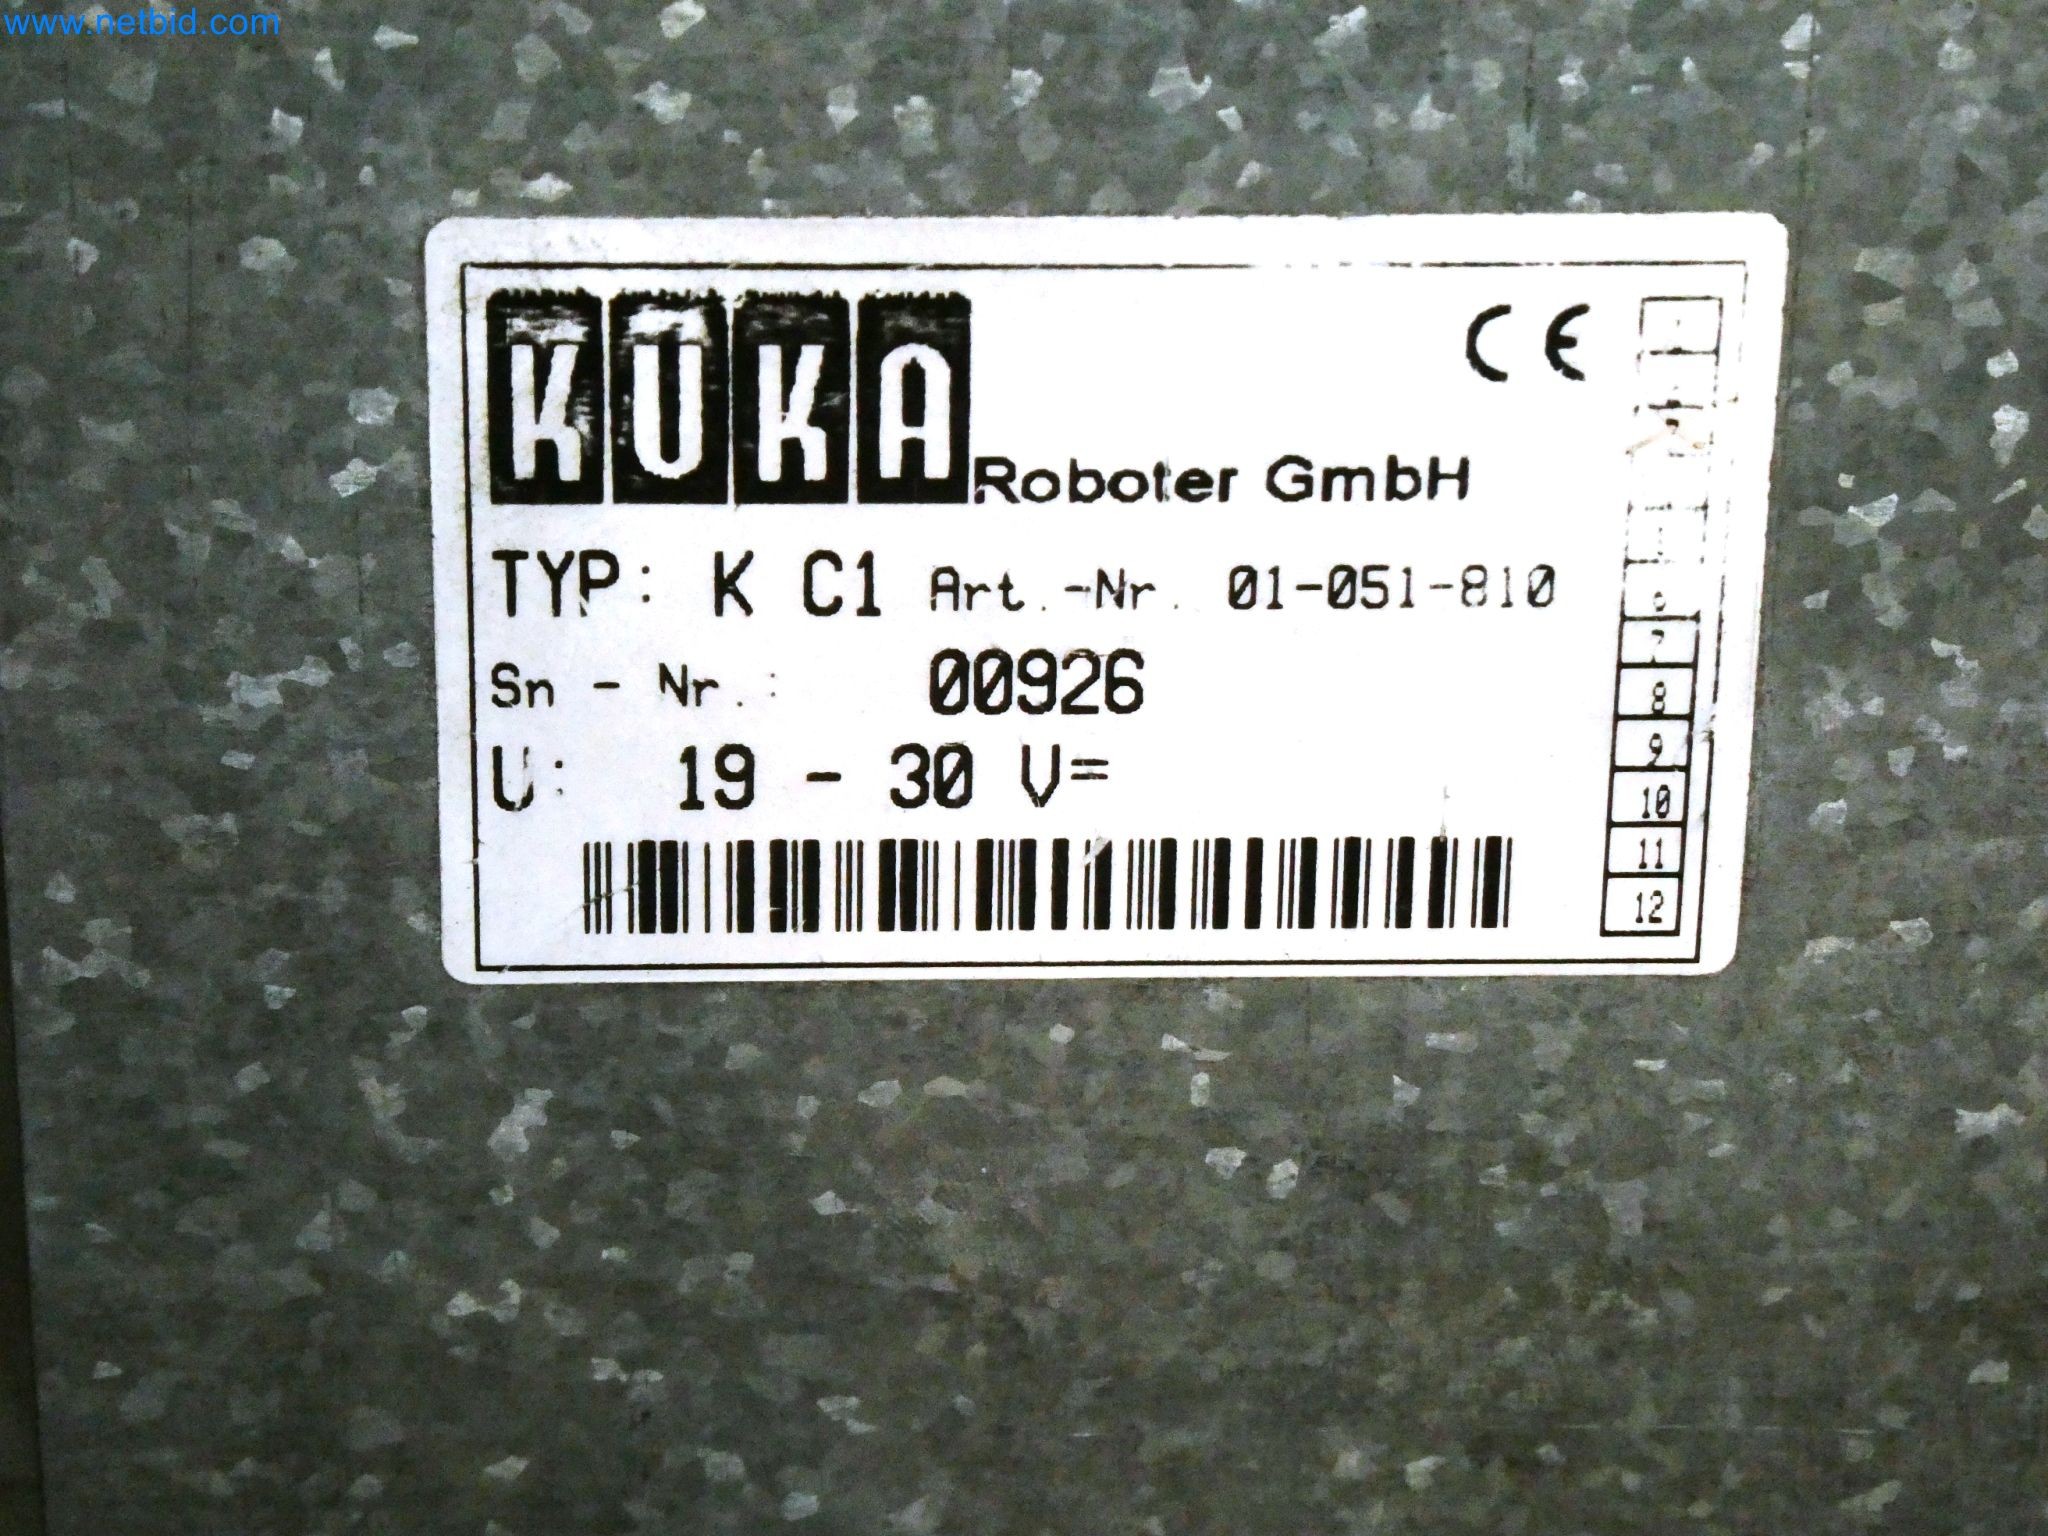 www.netbid.com
KUKA Roboter GmbH
CE
TYP: K C1 Art.-Nr. 01-051-810
Sn - Nr.: 00926
U: 19 - 30 V=
7
8
9
10
11
12